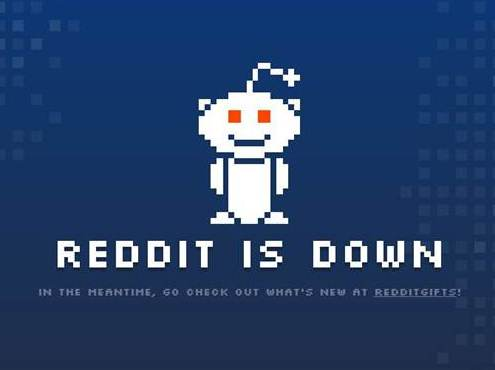 REDDIT IS DOWN
IN THE MEANTIME, GO CHECK OUT WHAT'S NEW AT REDDITGIFTS!